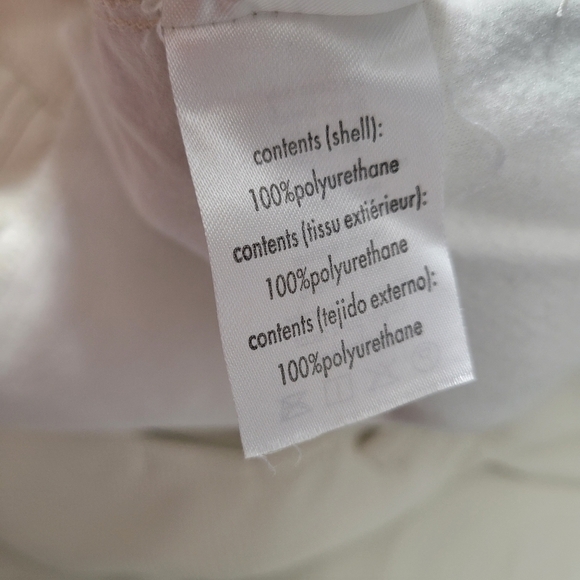 contents (shell):
100%polyurethane
contents (tissu extiérieur):
100%polyurethane
contents (tejido externo):
100%polyurethane